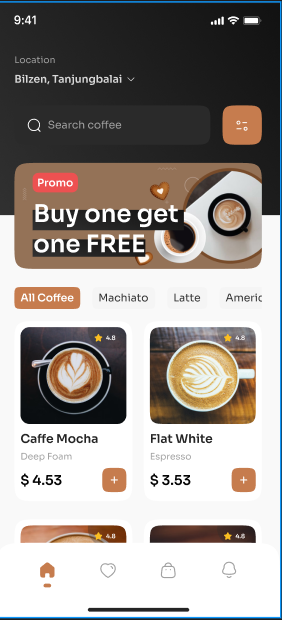 9:41
Location
Bilzen, Tanjungbalai
Search coffee
Promo
Buy one get
one FREE
All Coffee
Machiato
Latte
Americ
4.8
4.8
Caffe Mocha
Flat White
Deep Foam
Espresso
$ 4.53
$ 3.53
4.8
4.8